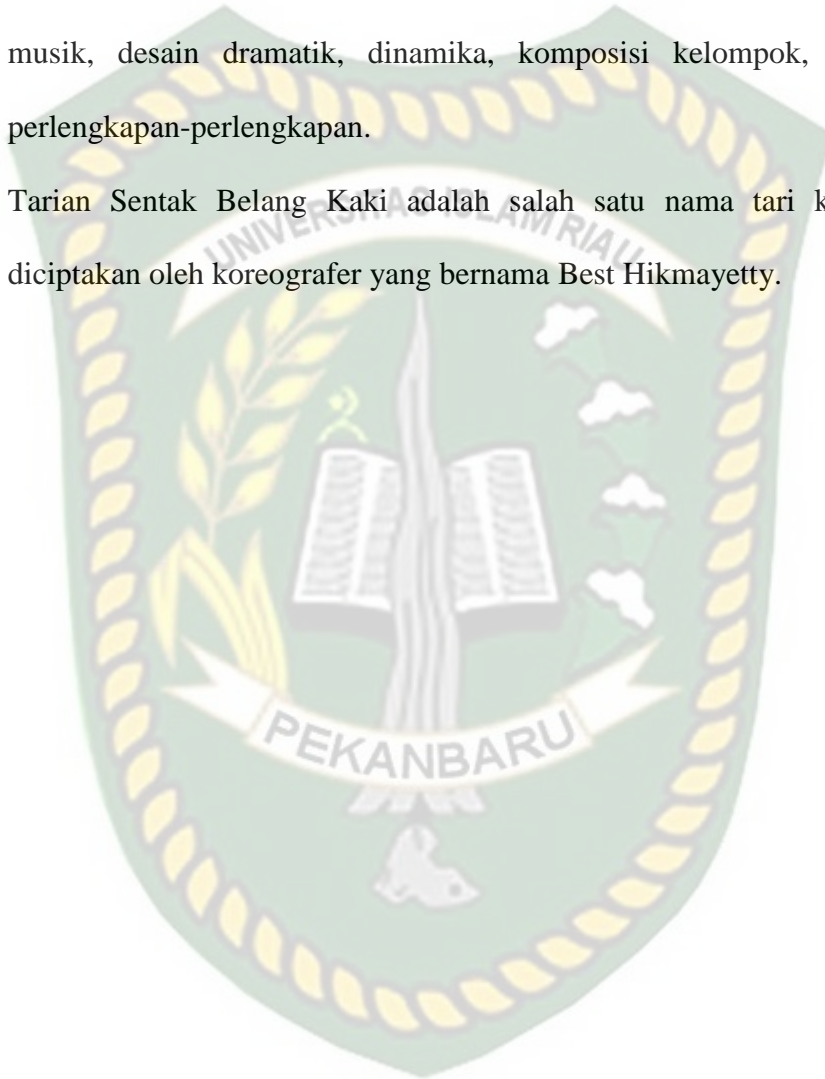 musik, desain dramatik, dinamika, komposisi kelompok,
perlengkapan-perlengkapan.
Tarian Sentak Belang Kaki adalah salah satu nama tari k
diciptakan oleh koreografer yang bernama Best Hikmayetty.
UNIVERSITAS ISLAM RIAU
PEKANBARU